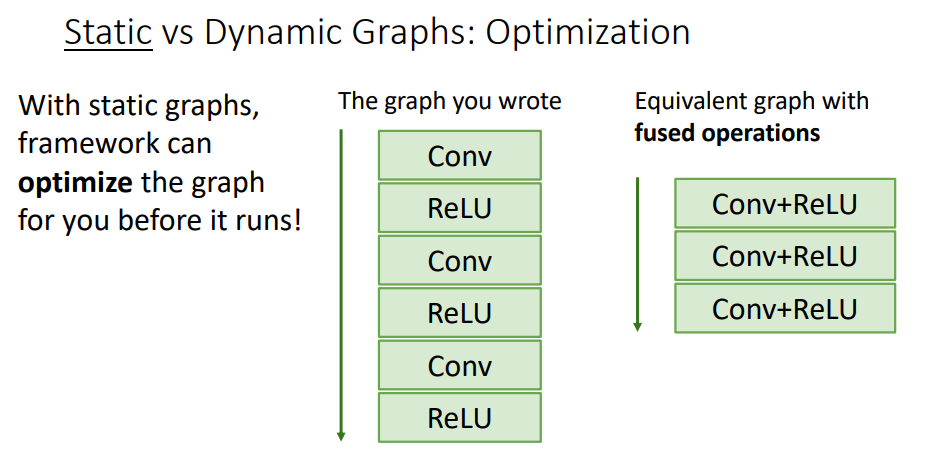 Static vs Dynamic Graphs: Optimization
With static graphs,
framework can
optimize the graph
for you before it runs!
The graph you wrote
Conv
ReLU
Conv
ReLU
Conv
ReLU
Equivalent graph with
fused operations
Conv+ReLU
Conv+ReLU
Conv+ReLU